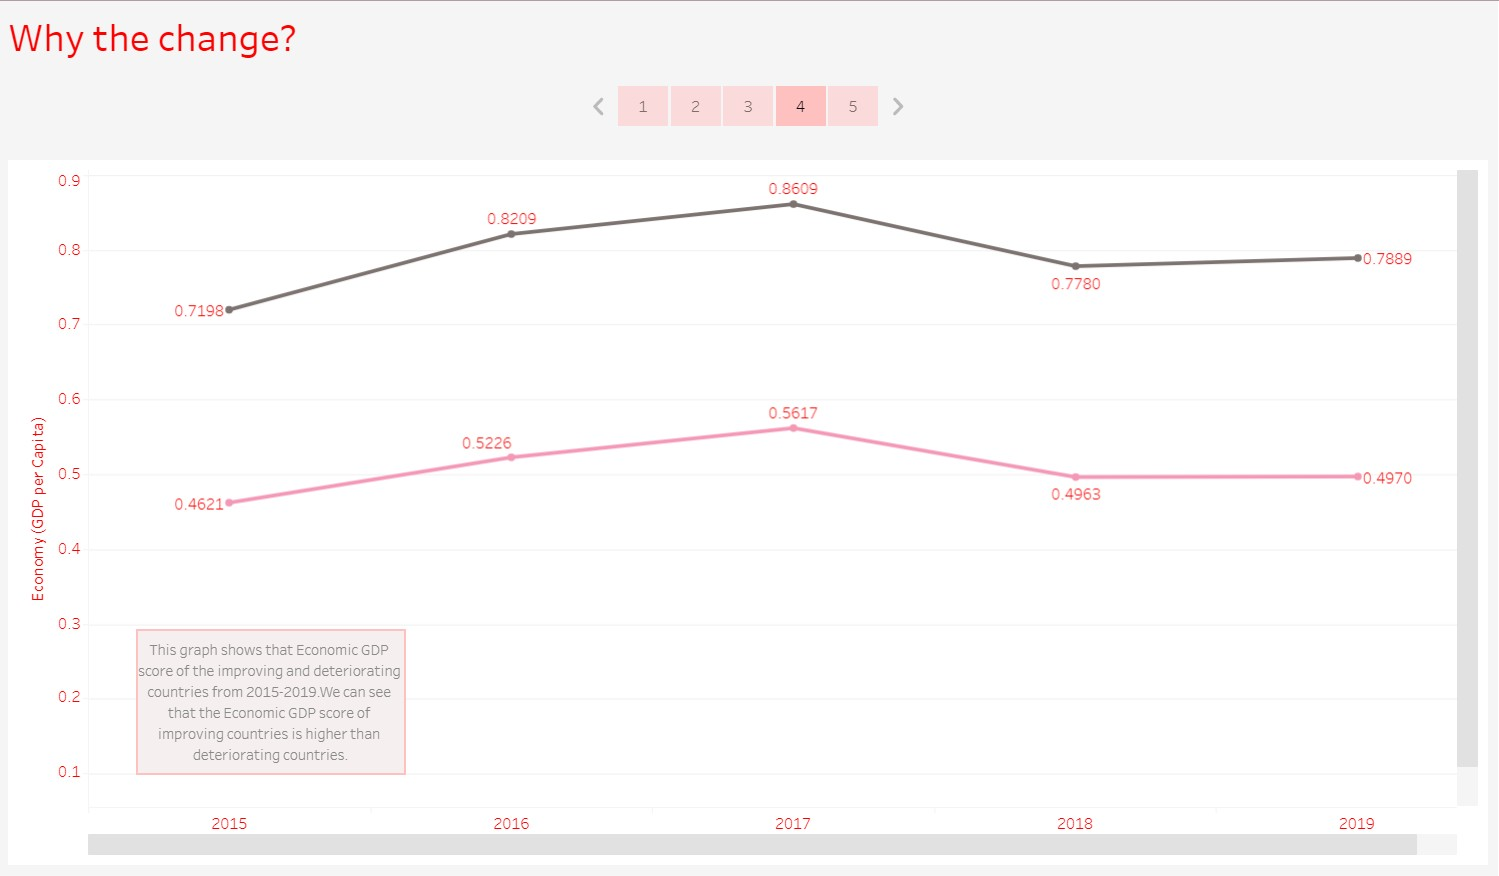 Why the change?
1 2 3 4 5
0.9
0.8
0.7
0.6
0.5
0.4
0.3
0.2
0.1
Economy (GDP per Capita)
0.7198
0.8209
0.8609
0.7780
0.7889
0.4621
0.5226
0.5617
0.4963
0.4970
This graph shows that Economic GDP
score of the improving and deteriorating
countries from 2015-2019.We can see
that the Economic GDP score of
improving countries is higher than
deteriorating countries.
2015 2016 2017 2018 2019